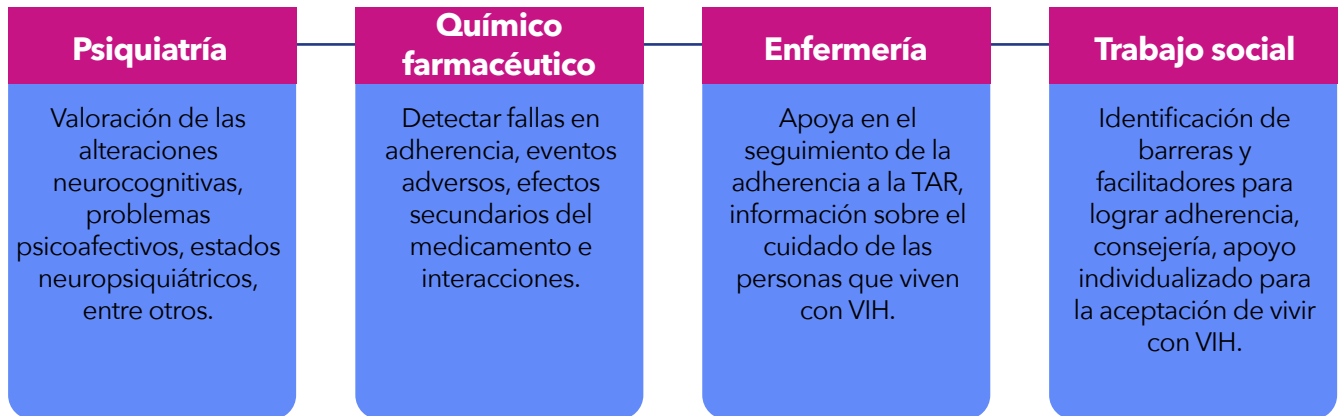 Psiquiatría
Valoración de las
alteraciones
neurocognitivas,
problemas
psicoafectivos, estados
neuropsiquiátricos,
entre otros.
Químico
farmacéutico
Detectar fallas en
adherencia, eventos
adversos, efectos
secundarios del
medicamento e
interacciones.
Enfermería
Apoya en el
seguimiento de la
adherencia a la TAR,
información sobre el
cuidado de las
personas que viven
con VIH.
Trabajo social
Identificación de
barreras y
facilitadores para
lograr adherencia,
consejería, apoyo
individualizado para
la aceptación de vivir
con VIH.